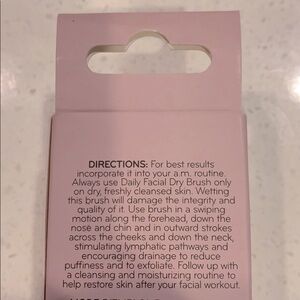 DIRECTIONS: For best results
incorporate it into your a.m. routine.
Always use Daily Facial Dry Brush only
on dry, freshly cleansed skin. Wetting
this brush will damage the integrity and
quality of it. Use brush in a swiping
motion along the forehead, down the
nose and chin and in outward strokes
across the cheeks and down the neck,
stimulating lymphatic pathways and
encouraging drainage to reduce
puffiness and to exfoliate. Follow up with
a cleansing and moisturizing routine to
help restore skin after your facial workout.